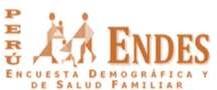 PERÚ
ENDES
ENCUESTA DEMOGRÁFICA Y
DE SALUD FAMILIAR